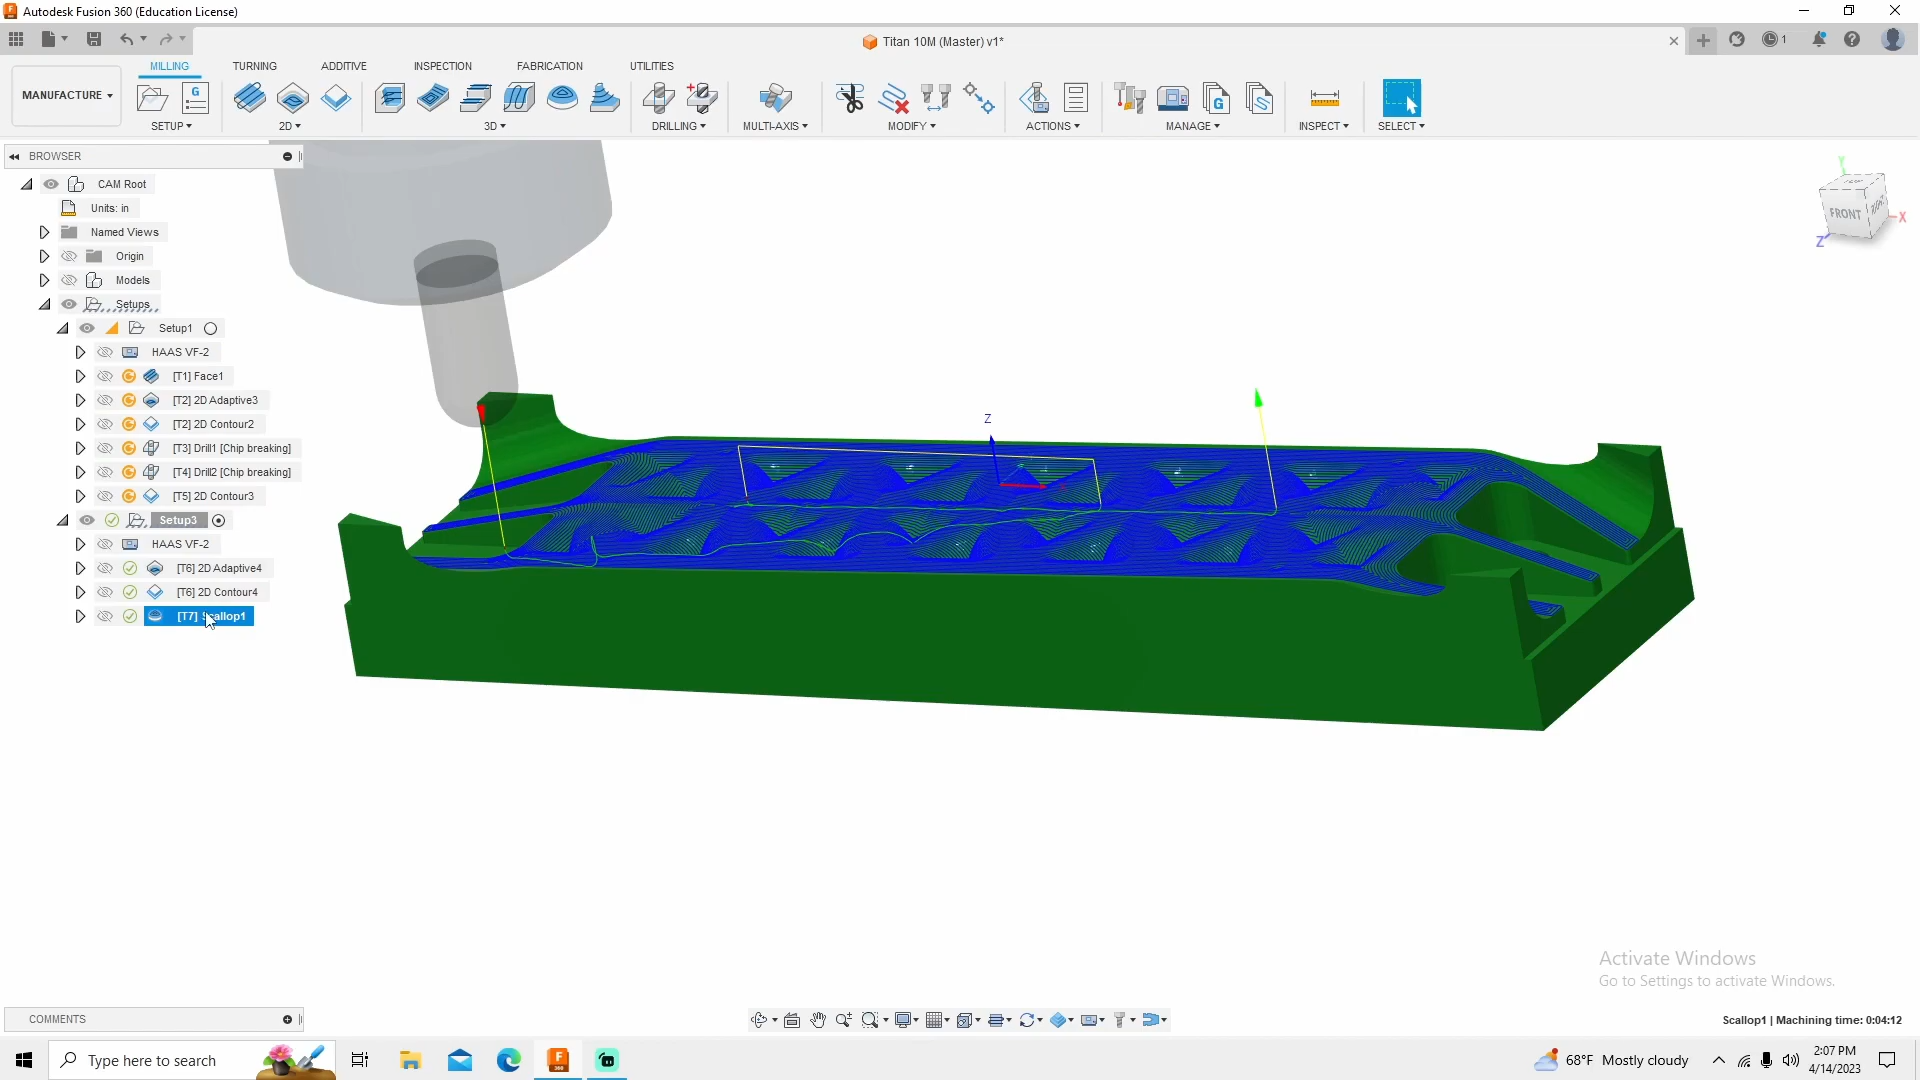 Autodesk Fusion 360 (Education License)
Titan 10M (Master) v1*
1
MILLING TURNING ADDITIVE INSPECTION FABRICATION UTILITIES
MANUFACTURE
G
G
SETUP 2D 3D DRILLING MULTI-AXIS MODIFY ACTIONS MANAGE INSPECT SELECT
BROWSER
CAM Root
Units: in
Named Views
Origin
Models
Setups
Setup1
HAAS VF-2
[T1] Face1
[T2] 2D Adaptive3
[T2] 2D Contour2
[T3] Drill1 [Chip breaking]
[T4] Drill2 [Chip breaking]
[T5] 2D Contour3
Setup3
HAAS VF-2
[T6] 2D Adaptive4
[T6] 2D Contour4
[T7] Scallop1
Y
FRONT
RIGHT
X
Z
Z
Activate Windows
Go to Settings to activate Windows.
COMMENTS
Scallop1 | Machining time: 0:04:12
Type here to search
68°F Mostly cloudy
2:07 PM
4/14/2023